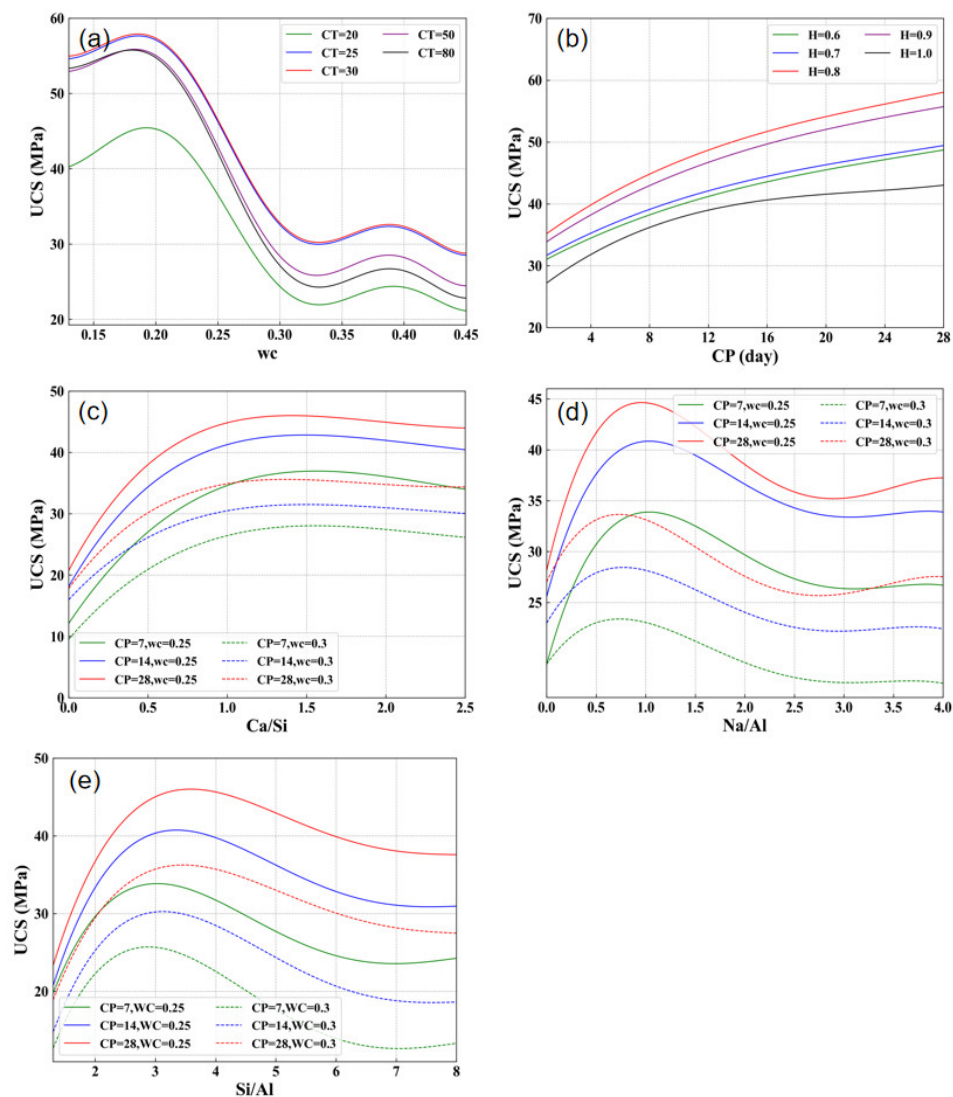 (a)
CT=20 CT=50
CT=25 CT=80
CT=30
60
50
40
30
20
UCS (MPa)
0.15 0.20 0.25 0.30 0.35 0.40 0.45
wc
(b)
H=0.6 H=0.9
H=0.7 H=1.0
H=0.8
70
60
50
40
30
20
UCS (MPa)
4 8 12 16 20 24 28
CP (day)
(c)
50
40
30
20
10
0
UCS (MPa)
CP=7,wc=0.25 CP=7,wc=0.3
CP=14,wc=0.25 CP=14,wc=0.3
CP=28,wc=0.25 CP=28,wc=0.3
0.0 0.5 1.0 1.5 2.0 2.5
Ca/Si
(d)
CP=7,wc=0.25 CP=7,wc=0.3
CP=14,wc=0.25 CP=14,wc=0.3
CP=28,wc=0.25 CP=28,wc=0.3
45
40
35
30
25
UCS (MPa)
0.0 0.5 1.0 1.5 2.0 2.5 3.0 3.5 4.0
Na/Al
(e)
50
40
30
20
UCS (MPa)
CP=7,WC=0.25 CP=7,WC=0.3
CP=14,WC=0.25 CP=14,WC=0.3
CP=28,WC=0.25 CP=28,WC=0.3
2 3 4 5 6 7 8
Si/Al